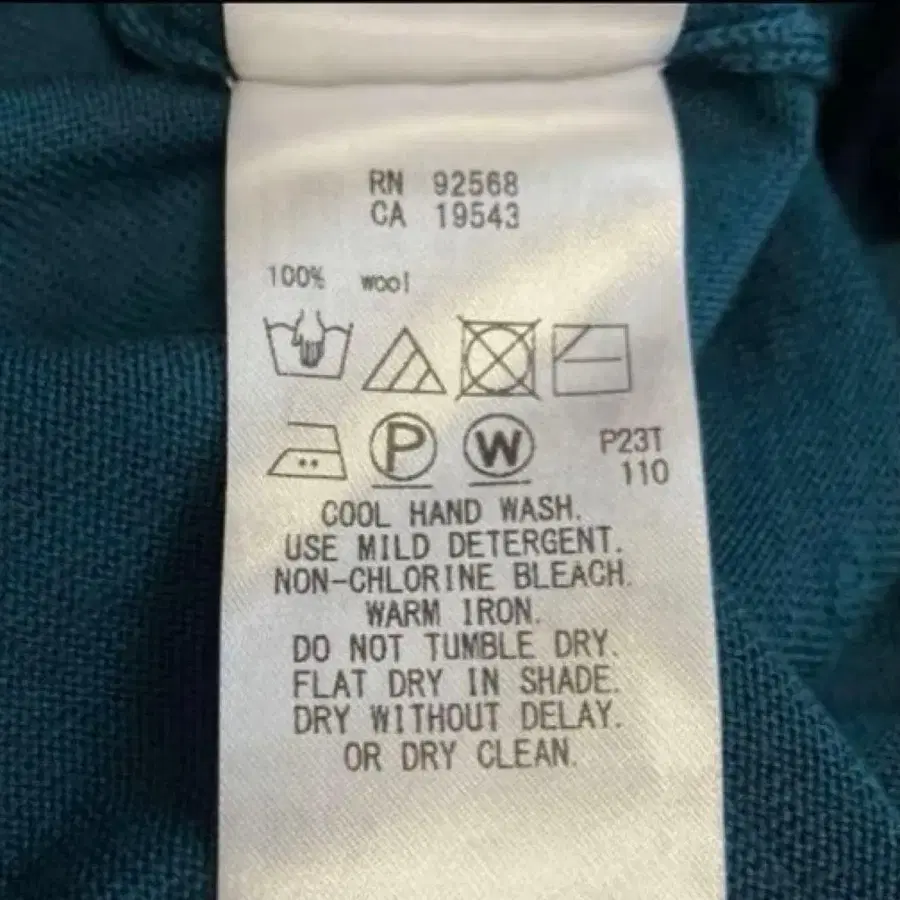 RN 92568
CA 19543
100% wool
P W P23T
110
COOL HAND WASH.
USE MILD DETERGENT.
NON-CHLORINE BLEACH.
WARM IRON.
DO NOT TUMBLE DRY.
FLAT DRY IN SHADE.
DRY WITHOUT DELAY.
OR DRY CLEAN.